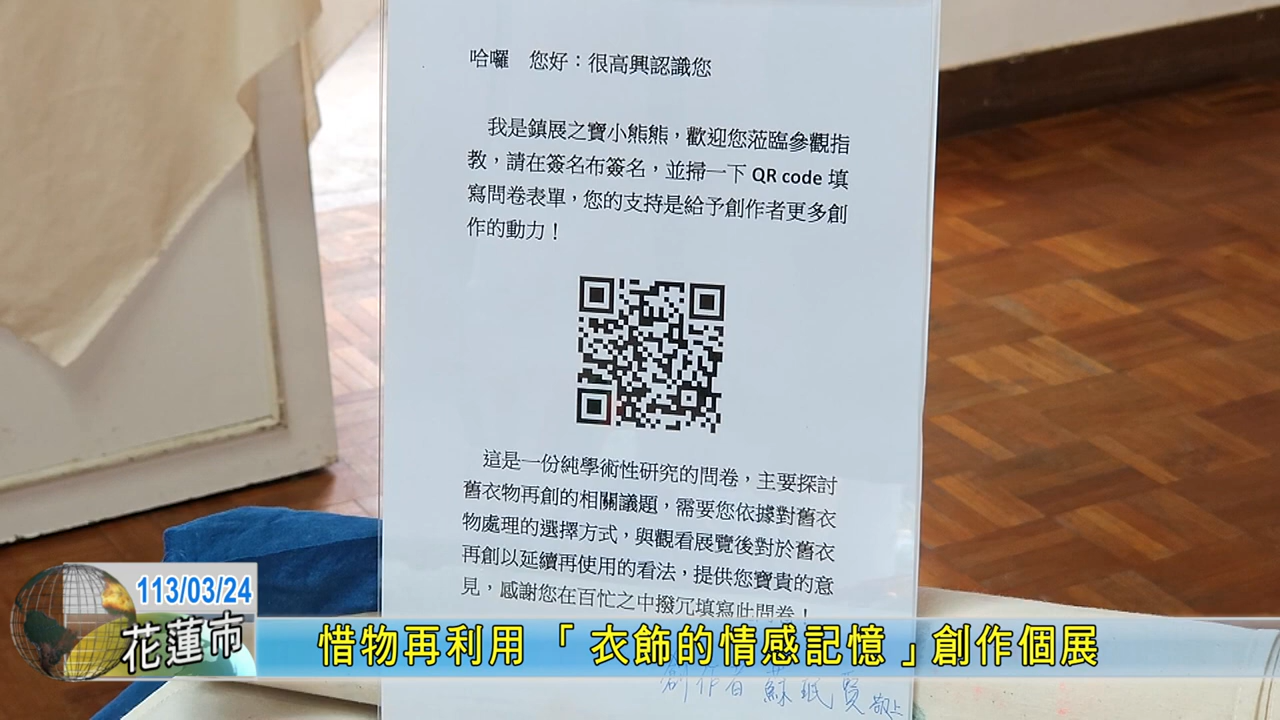 哈囉　您好：很高興認識您
我是鎮展之寶小熊熊，歡迎您蒞臨參觀指
教，請在簽名布簽名，並掃一下 QR code 填
寫問卷表單，您的支持是給予創作者更多創
作的動力！
這是一份純學術性研究的問卷，主要探討
舊衣物再創的相關議題，需要您依據對舊衣
物處理的選擇方式，與觀看展覽後對於舊衣
再創以延續再使用的看法，提供您寶貴的意
見，感謝您在百忙之中撥冗填寫此問卷！
113/03/24
花蓮市
惜物再利用 「衣飾的情感記憶」創作個展
創作者 蘇 賢 敬上